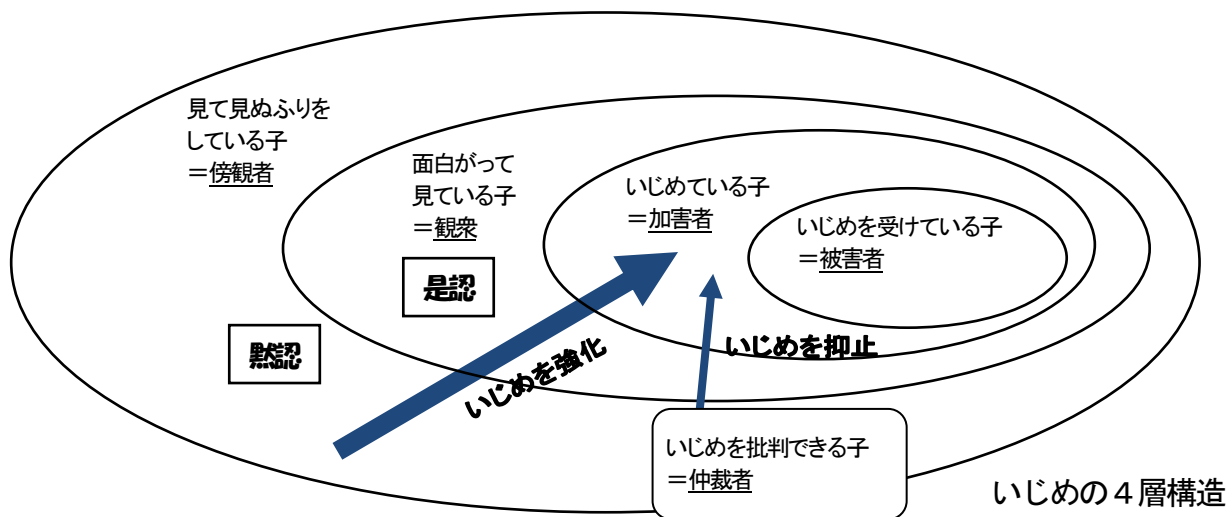 見て見ぬふりを
している子
＝傍観者
面白がって
見ている子
＝観衆
いじめている子
＝加害者
いじめを受けている子
＝被害者
是認
黙認
いじめを強化
いじめを抑止
いじめを批判できる子
＝仲裁者
いじめの４層構造